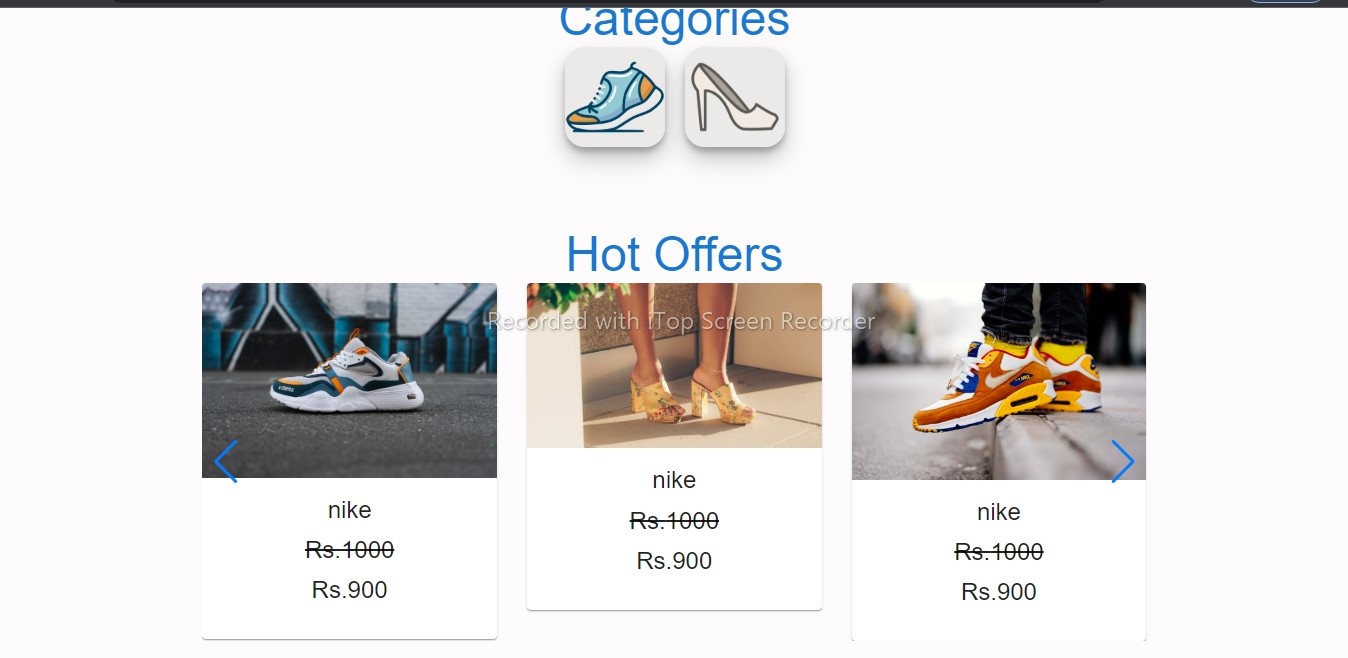 Categories
Hot Offers
Recorded with iTop Screen Recorder
nike
Rs.1000
Rs.900
nike
Rs.1000
Rs.900
nike
Rs.1000
Rs.900